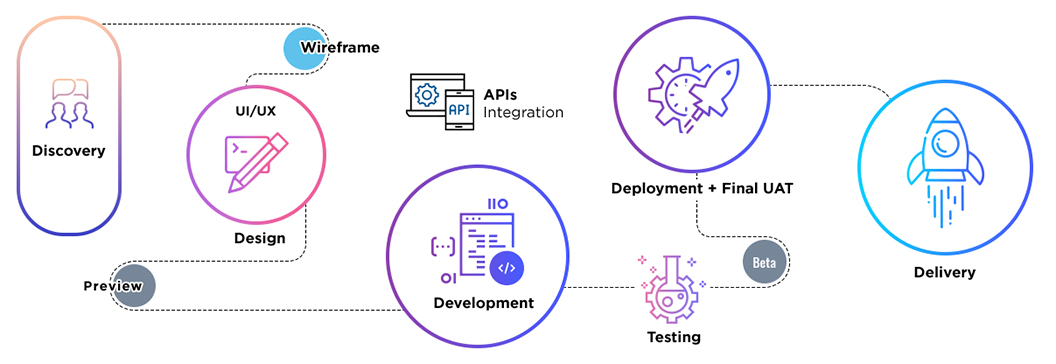 Discovery
Wireframe
UI/UX
Design
Preview
APIs
Integration
API
IIO
{...}
</>
OI
Development
Testing
Beta
Deployment + Final UAT
Delivery